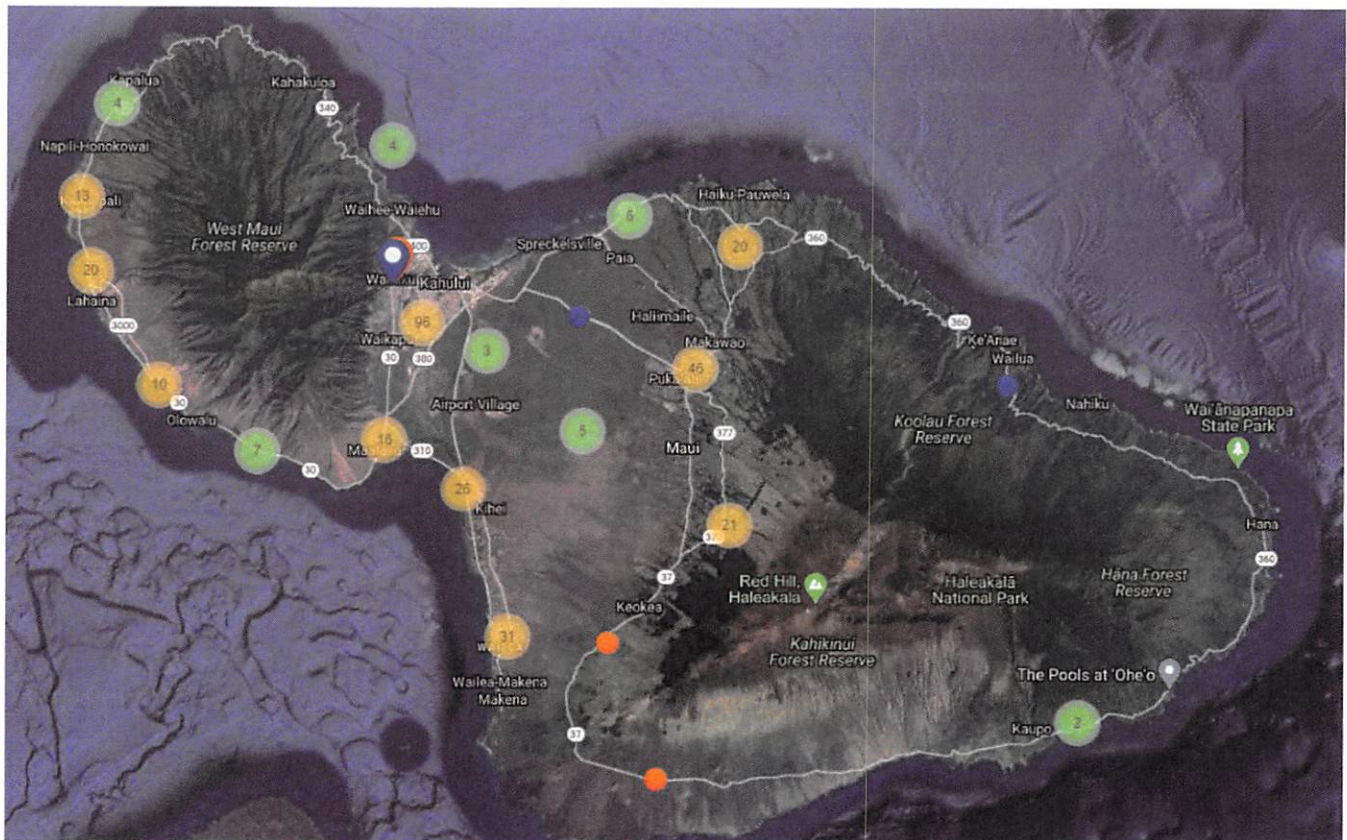 Kapalua
Kahakuloa
4
340
4
Napili-Honokowai
13
Haiku-Pauwela
Waihee-Waiehu
6
West Maui
Forest Reserve
20
360
400
Spreckelsville
Paia
20
Kahului
Lahaina
Haliimaile
96
3000
360
Ke'Anae
Makawao
Wailua
3
30
380
46
10
30
Airport Village
Nahiku
Wai'ānapanapa
State Park
Olowalu
Koolau Forest
Reserve
5
377
16
7
310
Maui
30
26
Kihei
21
Hana
360
37
Red Hill,
Haleakala
Haleakalā
National Park
Hāna Forest
Reserve
Keokea
31
Kahikinui
Forest Reserve
Wailea-Makena
Makena
The Pools at 'Ohe'o
2
Kaupo
37